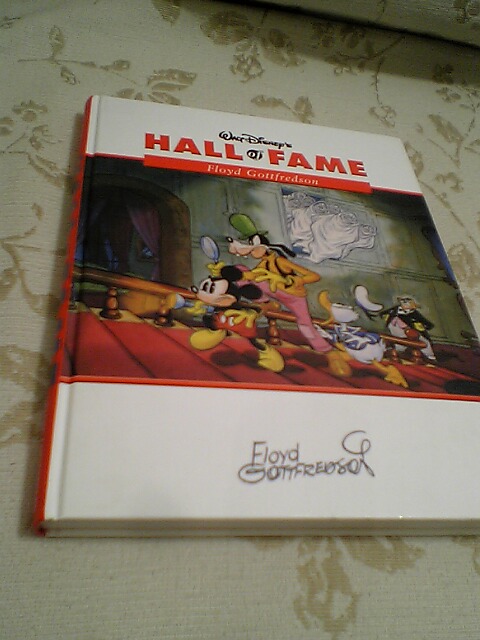 Walt Disney's
HALL of FAME
Floyd Gottfredson
Floyd
GOTTFREDSON